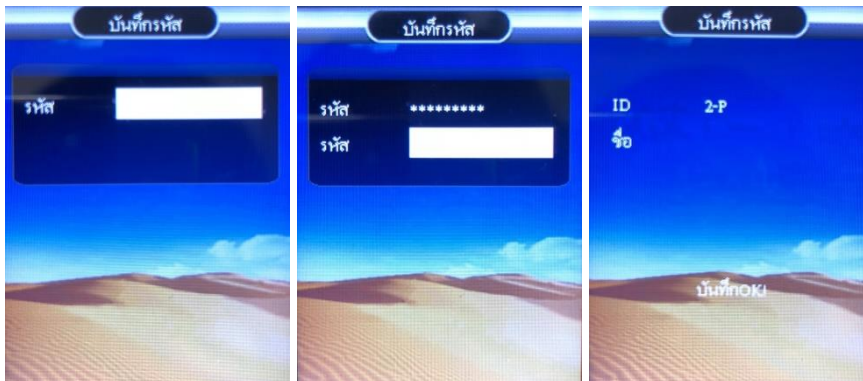 บันทึกรหัส
รหัส
บันทึกรหัส
รหัส *********
รหัส
บันทึกรหัส
ID 2-P
ชื่อ
บันทึกOK!